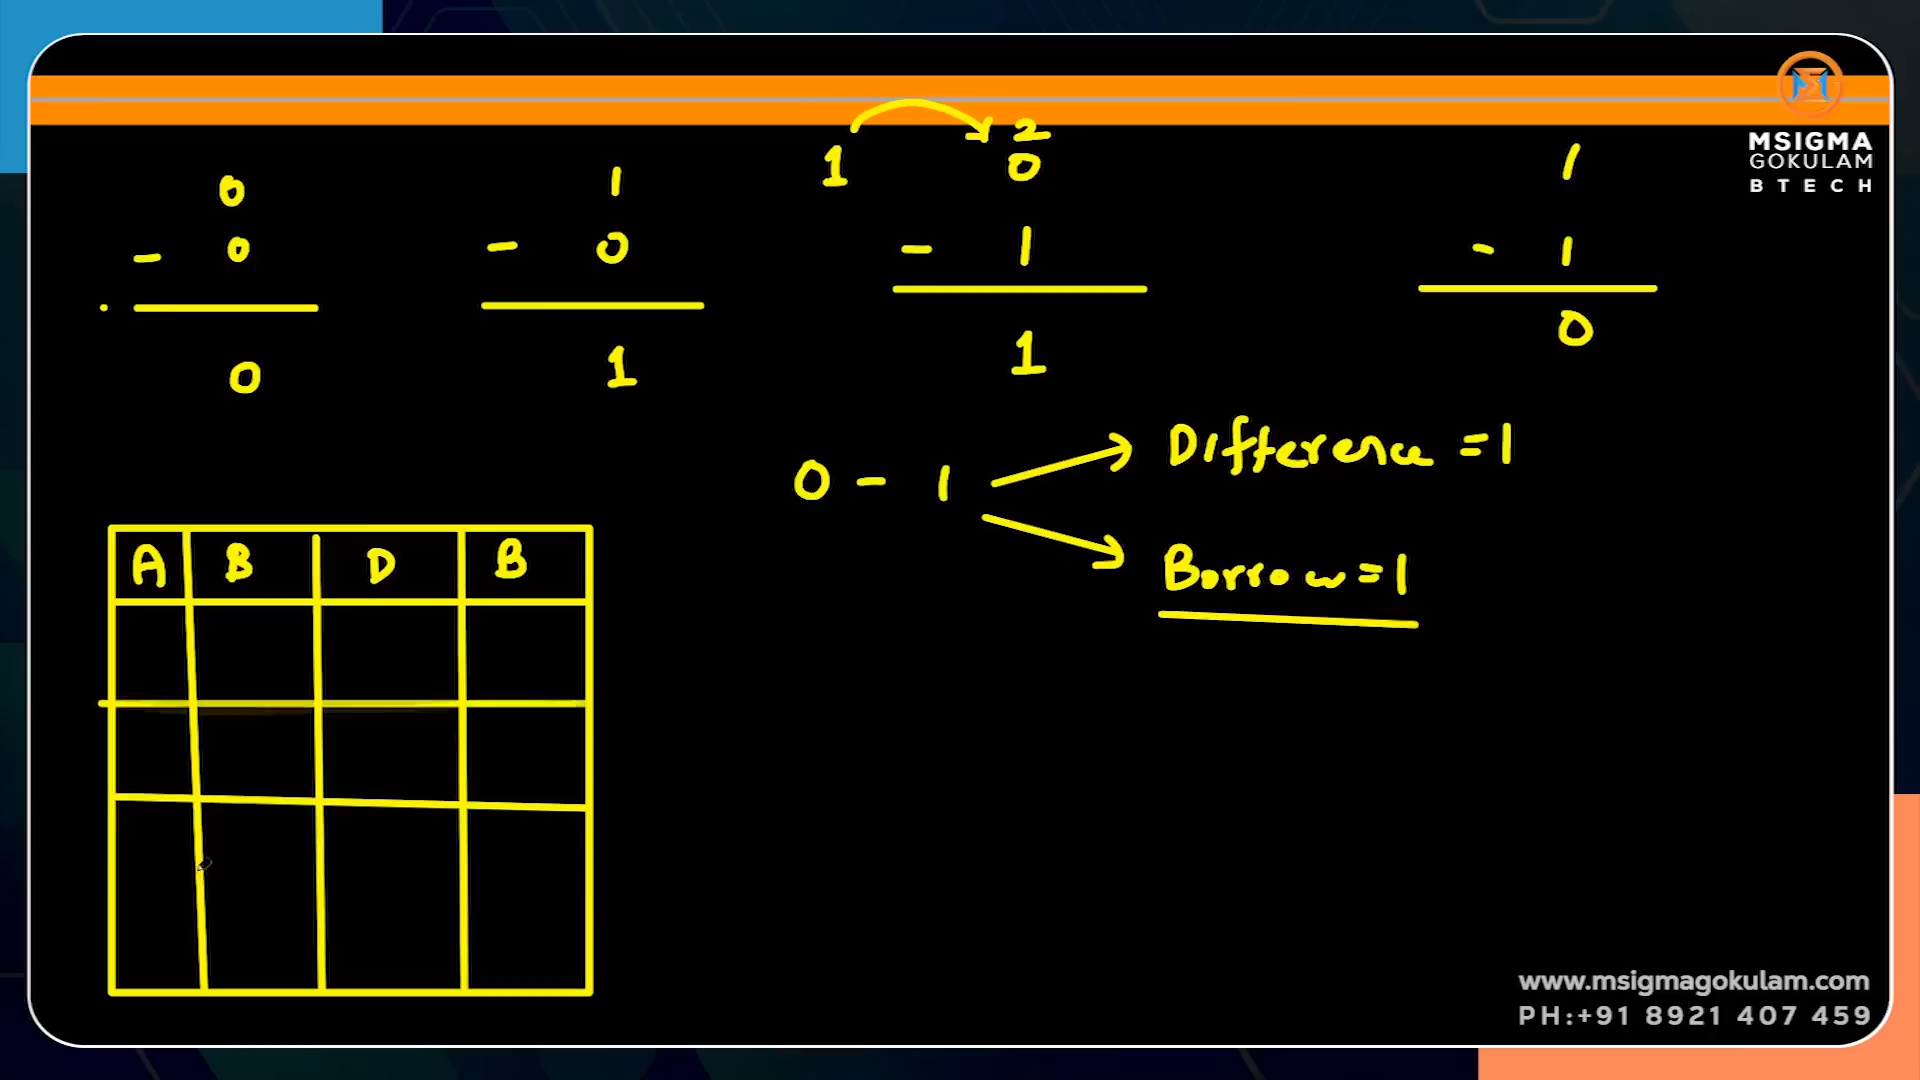 MSIGMA
GOKULAM
BTECH
0
- 0
0
1
- 0
1
1 2
0
- 1
1
1
- 1
0
0 - 1
Difference = 1
Borrow = 1
A B D B
www.msigmagokulam.com
PH:+91 8921 407 459